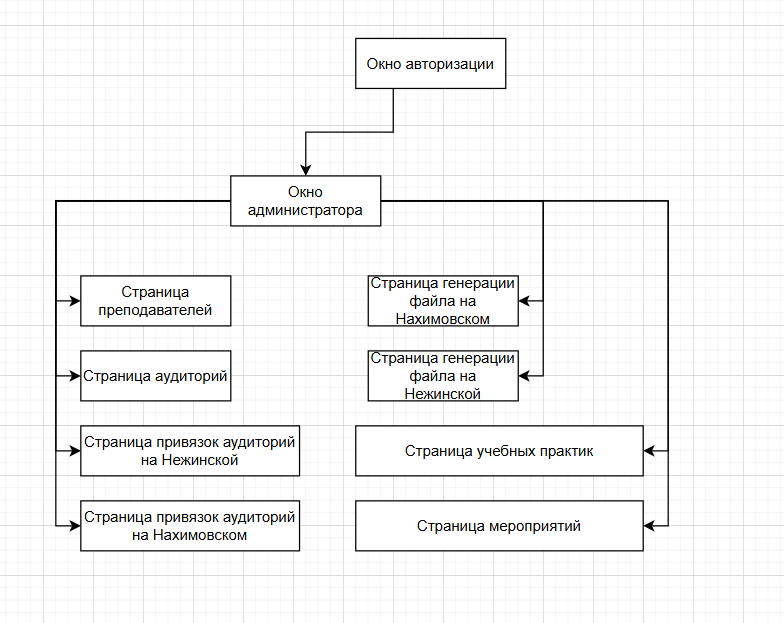 Окно авторизации
Окно
администратора
Страница
преподавателей
Страница генерации
файла на
Нахимовском
Страница аудиторий
Страница генерации
файла на
Нежинской
Страница привязок аудиторий
на Нежинской
Страница учебных практик
Страница привязок аудиторий
на Нахимовском
Страница мероприятий